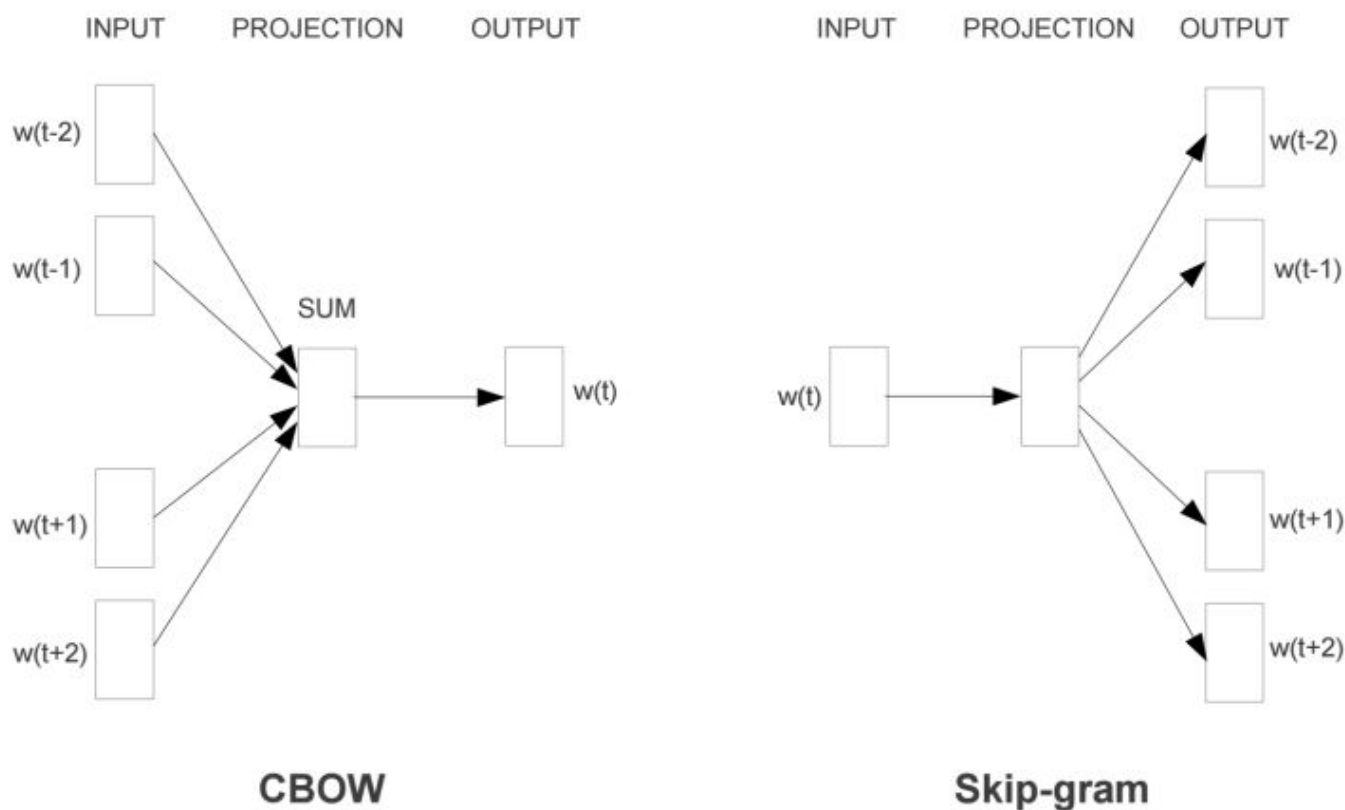 INPUT PROJECTION OUTPUT
w(t-2)
w(t-1)
SUM
w(t)
w(t+1)
w(t+2)
CBOW
INPUT PROJECTION OUTPUT
w(t-2)
w(t-1)
w(t)
w(t+1)
w(t+2)
Skip-gram